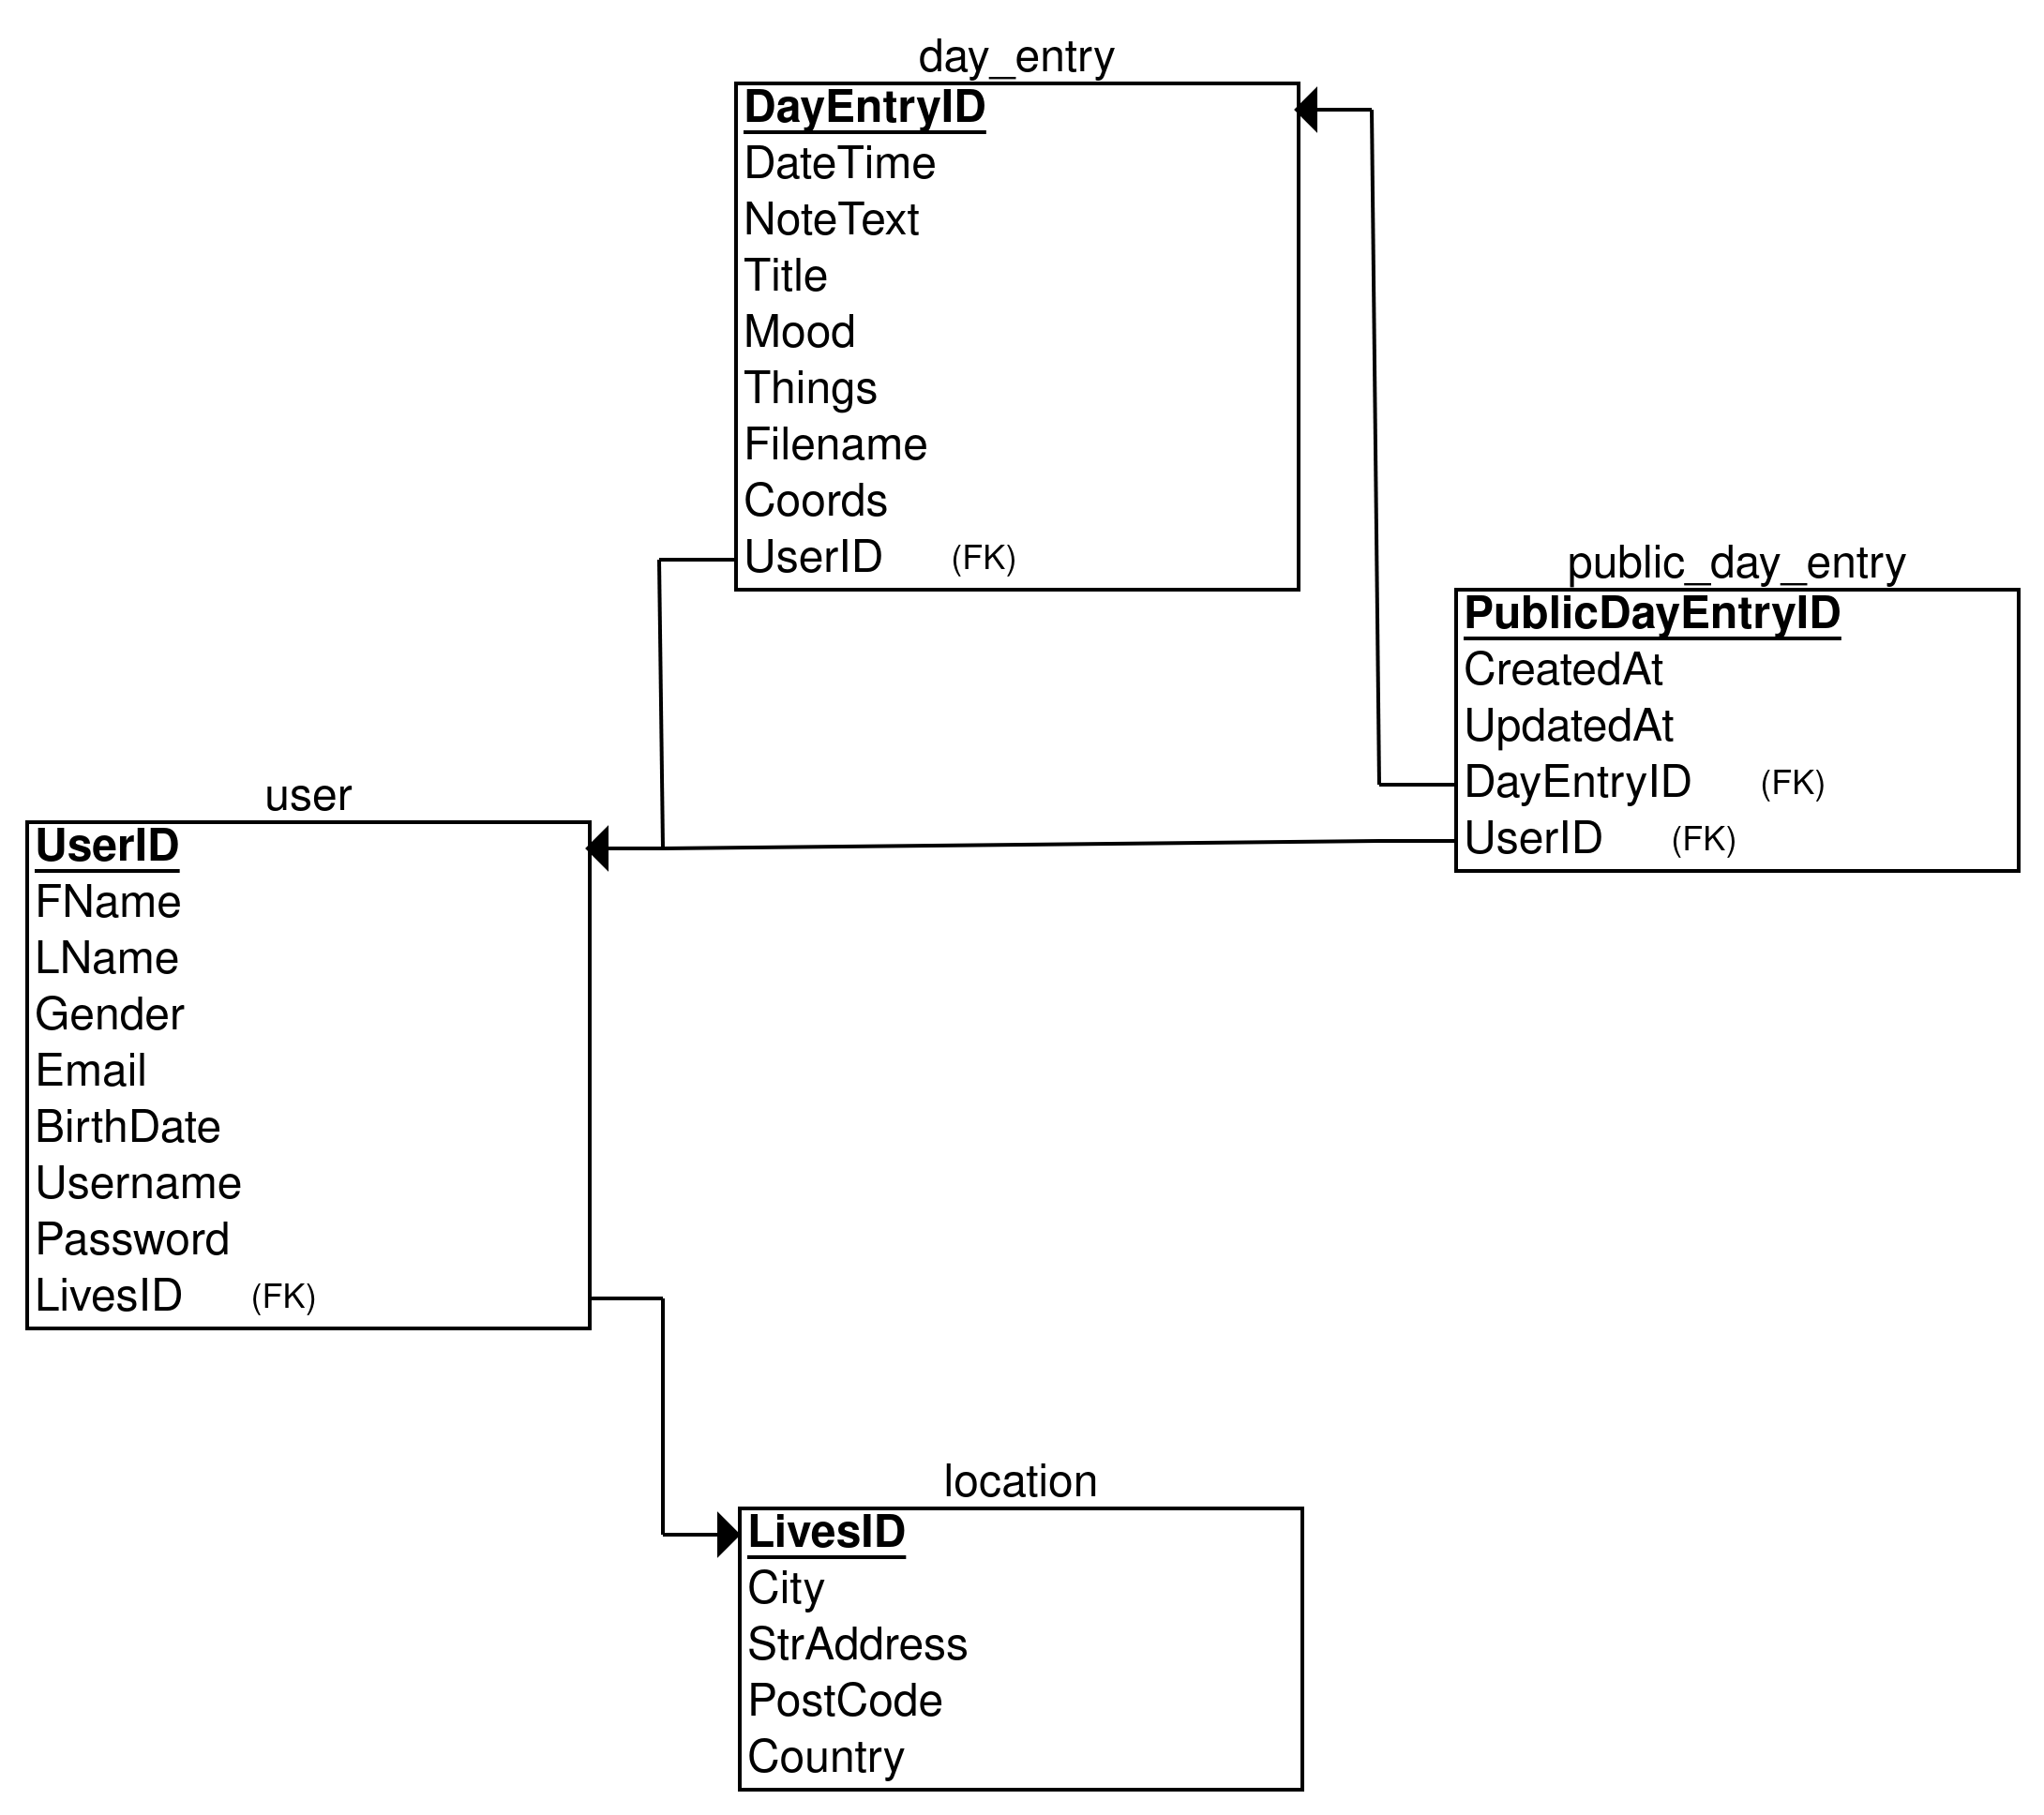 day_entry
DayEntryID
DateTime
NoteText
Title
Mood
Things
Filename
Coords
UserID (FK)
public_day_entry
PublicDayEntryID
CreatedAt
UpdatedAt
DayEntryID (FK)
UserID (FK)
user
UserID
FName
LName
Gender
Email
BirthDate
Username
Password
LivesID (FK)
location
LivesID
City
StrAddress
PostCode
Country